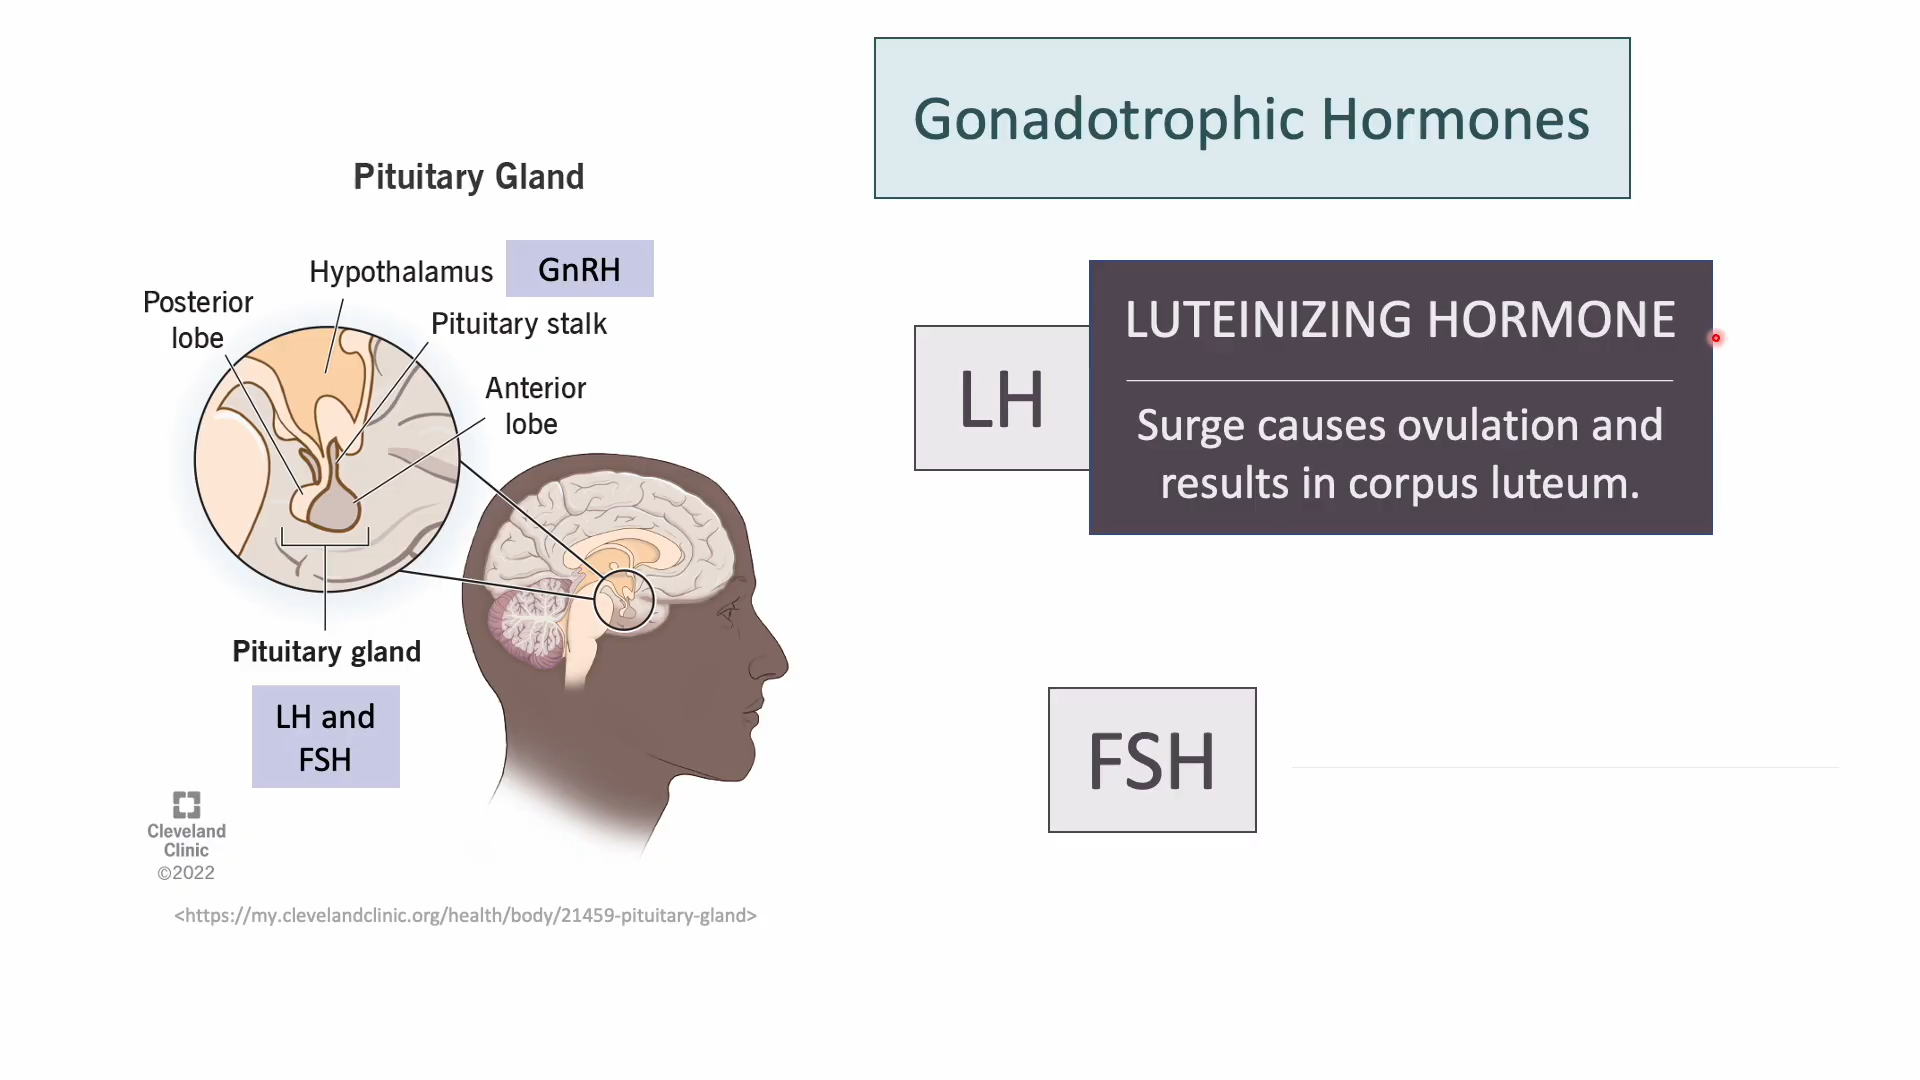 Gonadotrophic Hormones
Pituitary Gland
Hypothalamus
GnRH
Posterior
lobe
Pituitary stalk
Anterior
lobe
Pituitary gland
LH and
FSH
Cleveland
Clinic
©2022
<https://my.clevelandclinic.org/health/body/21459-pituitary-gland>
LH
LUTEINIZING HORMONE
Surge causes ovulation and
results in corpus luteum.
FSH